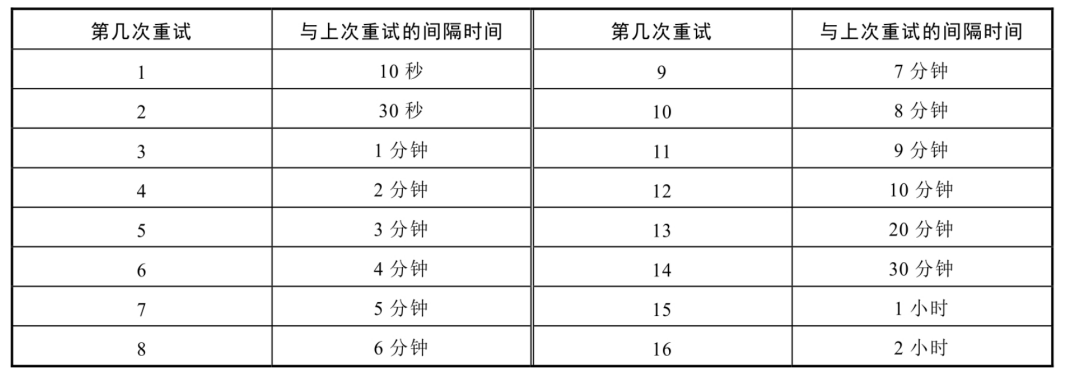 第几次重试 与上次重试的间隔时间 第几次重试 与上次重试的间隔时间
1 10 秒 9 7 分钟
2 30 秒 10 8 分钟
3 1 分钟 11 9 分钟
4 2 分钟 12 10 分钟
5 3 分钟 13 20 分钟
6 4 分钟 14 30 分钟
7 5 分钟 15 1 小时
8 6 分钟 16 2 小时